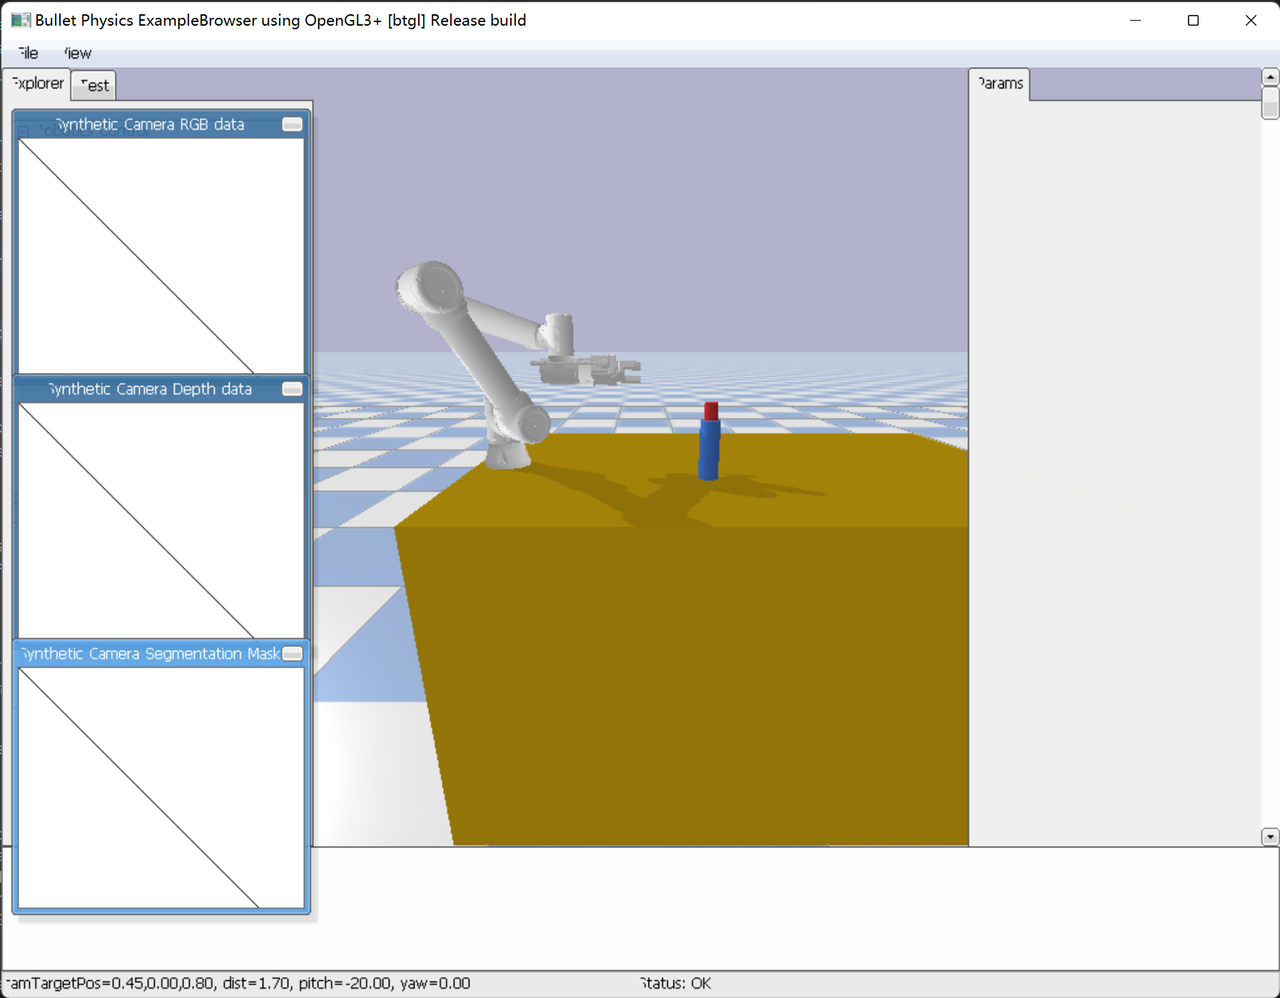 Bullet Physics ExampleBrowser using OpenGL3+ [btgl] Release build
File View
Explorer Test
Params
Synthetic Camera RGB data
Synthetic Camera Depth data
Synthetic Camera Segmentation Mask
camTargetPos=0.45,0.00,0.80, dist=1.70, pitch=-20.00, yaw=0.00
Status: OK